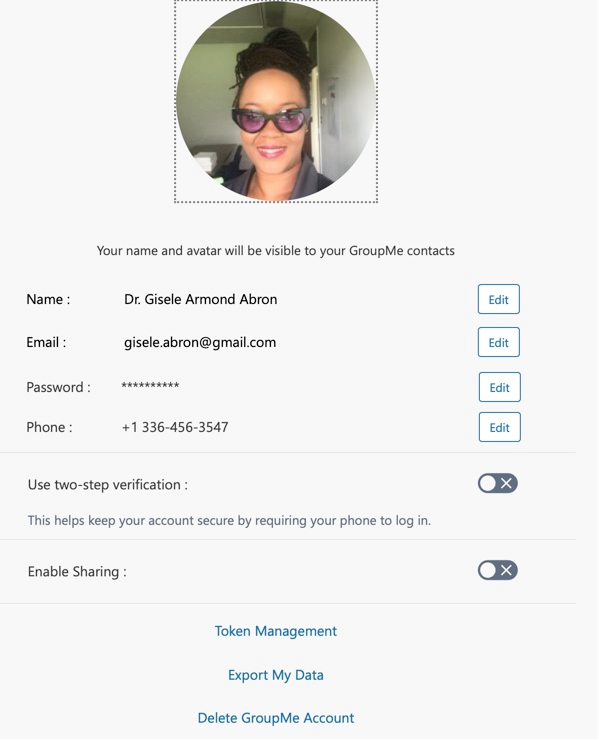 Your name and avatar will be visible to your GroupMe contacts
Name : Dr. Gisele Armond Abron Edit
Email : gisele.abron@gmail.com Edit
Password : ********** Edit
Phone : +1 336-456-3547 Edit
Use two-step verification :
This helps keep your account secure by requiring your phone to log in.
Enable Sharing :
Token Management
Export My Data
Delete GroupMe Account